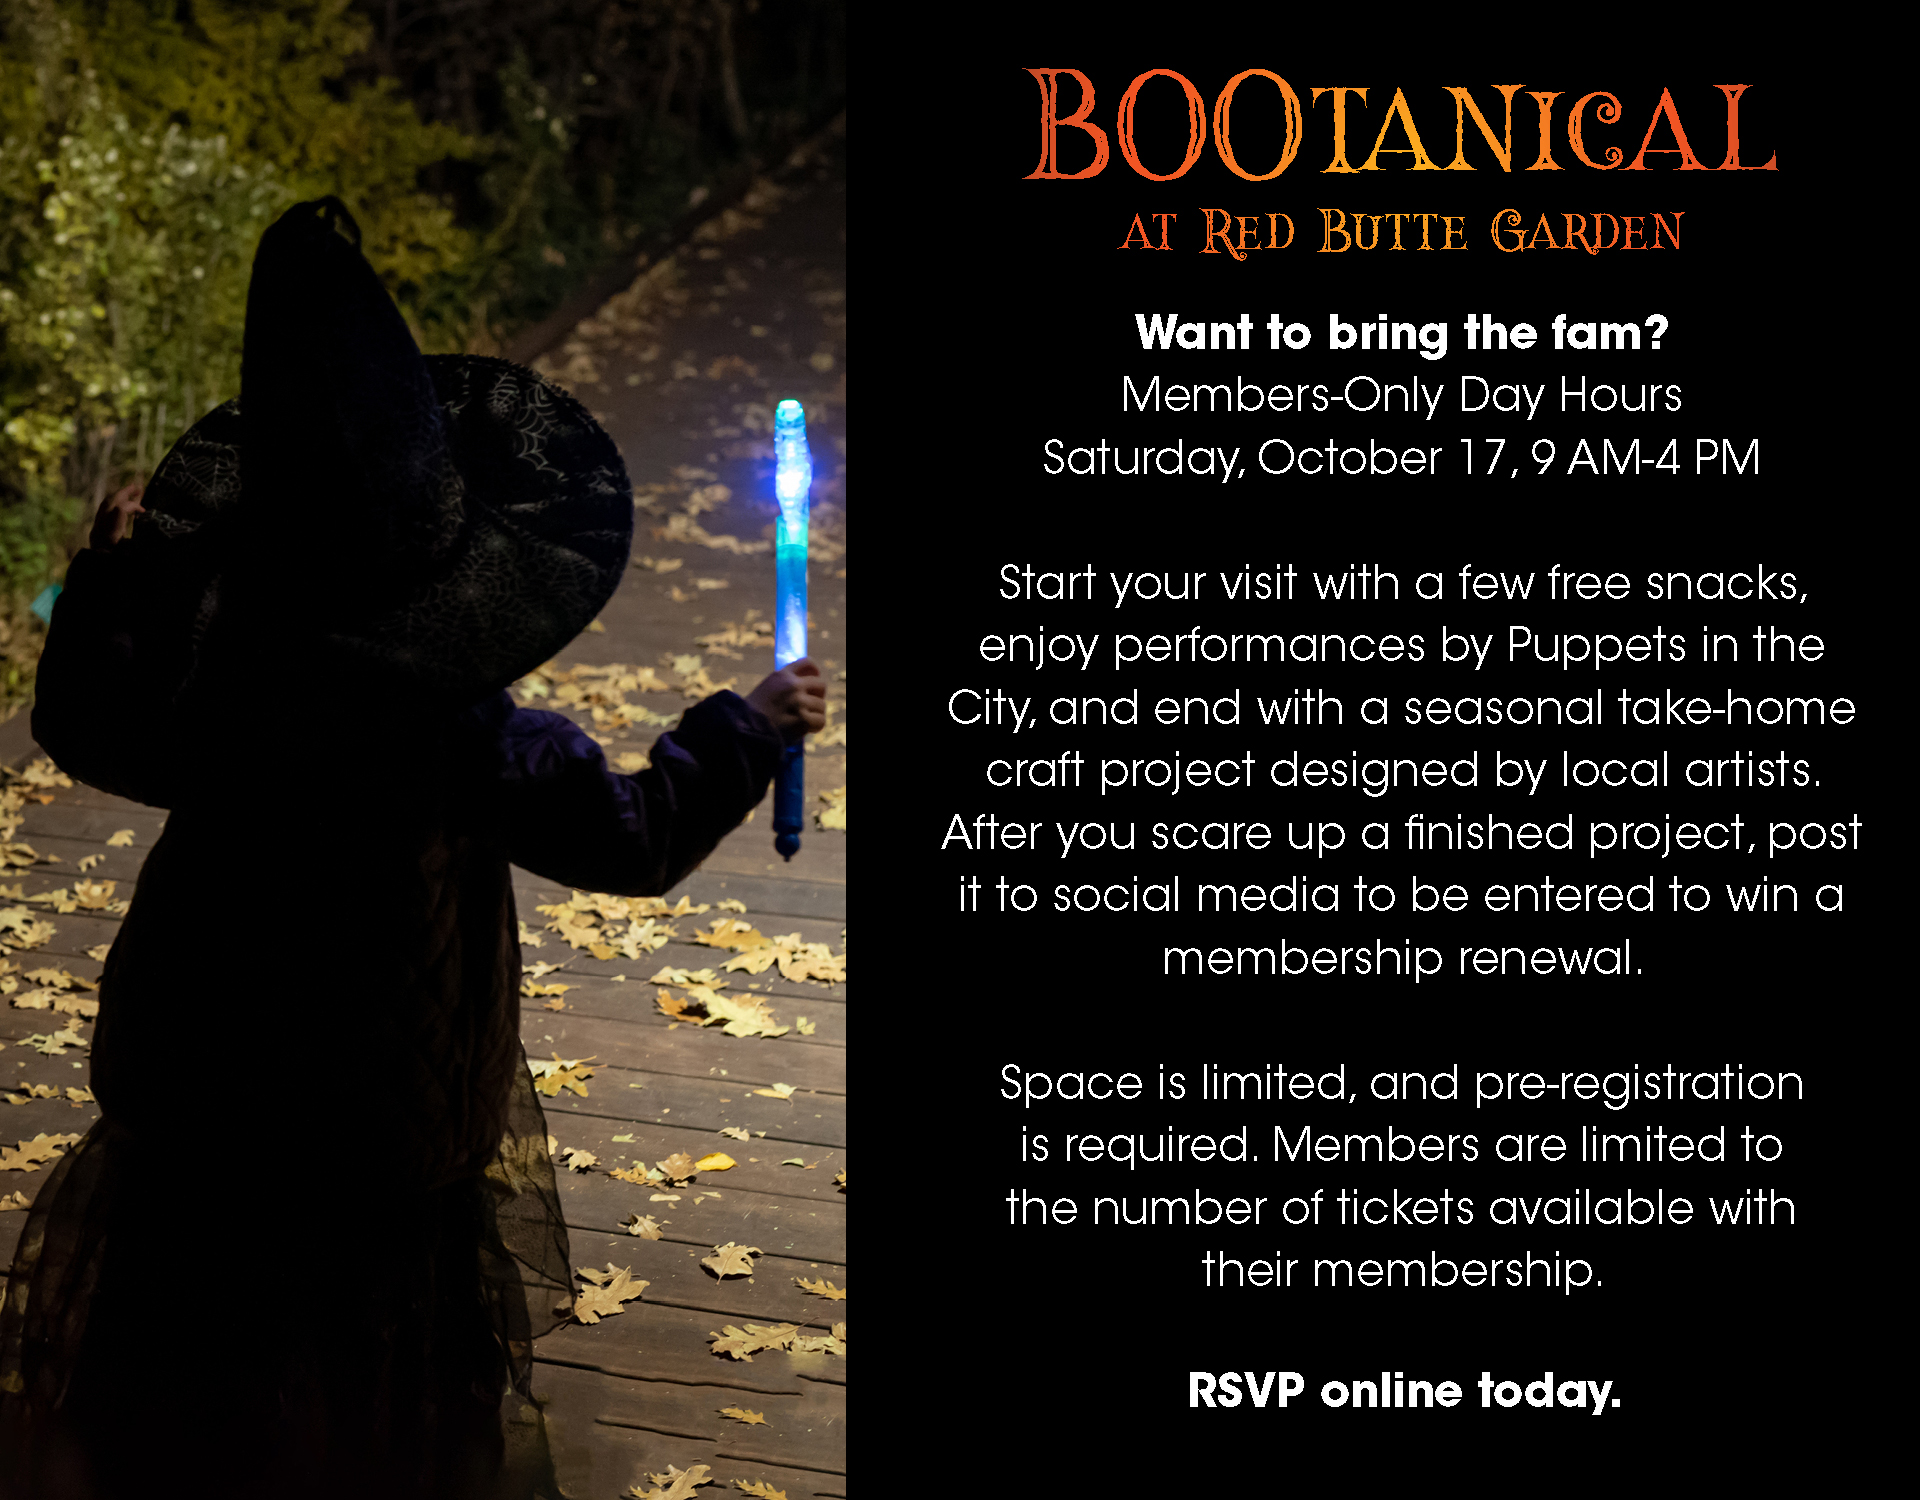 BOOTANICAL
AT RED BUTTE GARDEN
Want to bring the fam?
Members-Only Day Hours
Saturday, October 17, 9 AM-4 PM
Start your visit with a few free snacks,
enjoy performances by Puppets in the
City, and end with a seasonal take-home
craft project designed by local artists.
After you scare up a finished project, post
it to social media to be entered to win a
membership renewal.
Space is limited, and pre-registration
is required. Members are limited to
the number of tickets available with
their membership.
RSVP online today.